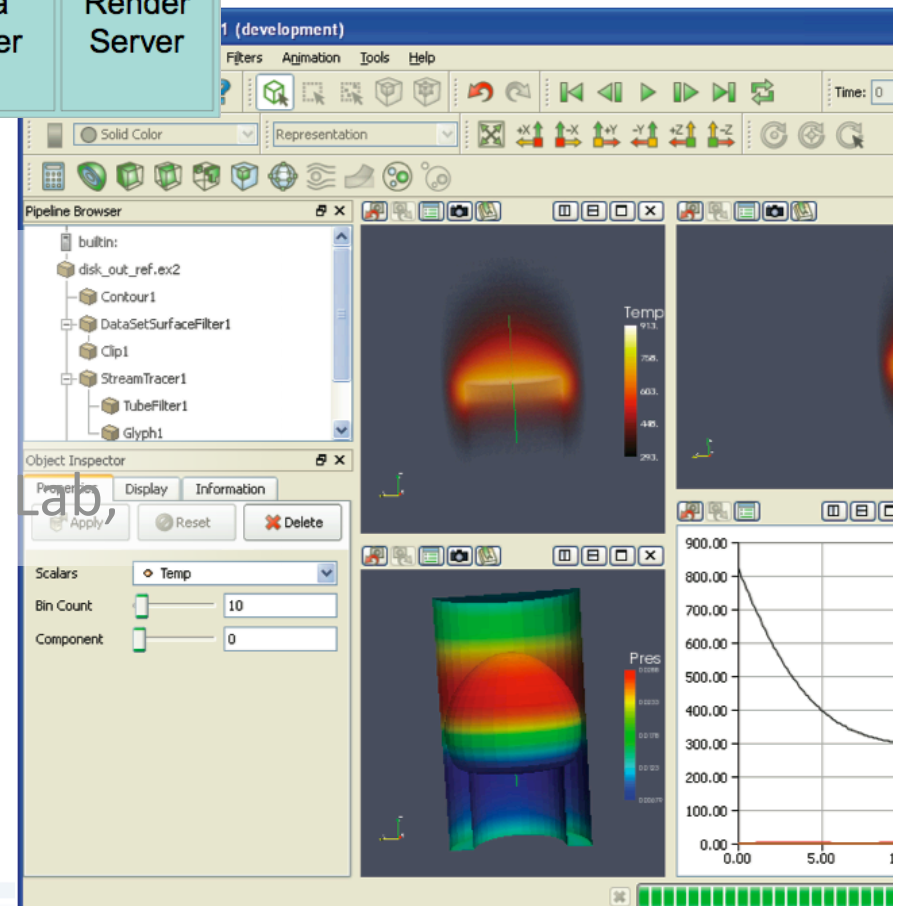 a
er
Render
Server
1 (development)
Filters Animation Tools Help
Time: 0
Solid Color
Representation
+X -X +Y -Y +Z -Z
Pipeline Browser
builtin:
disk_out_ref.ex2
Contour1
DataSetSurfaceFilter1
Clip1
StreamTracer1
TubeFilter1
Glyph1
Object Inspector
Properties Display Information
Lab,
Apply Reset Delete
Scalars Temp
Bin Count 10
Component 0
Temp
913.
758.
603.
448.
293.
Pres
900.00
800.00
700.00
600.00
500.00
400.00
300.00
200.00
100.00
0.00
0.00 5.00 1